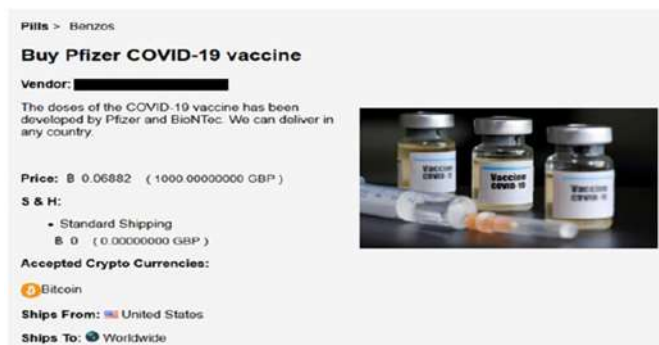 Pills > Benzos
Buy Pfizer COVID-19 vaccine
Vendor:
The doses of the COVID-19 vaccine has been
developed by Pfizer and BioNTec. We can deliver in
any country.
Price: ฿ 0.06882 ( 1000.00000000 GBP )
S & H:
• Standard Shipping
฿ 0 ( 0.00000000 GBP )
Accepted Crypto Currencies:
Bitcoin
Ships From: United States
Ships To: Worldwide
Vaccine
COVID-19
Vaccine
COVID-19
Vaccine
COVID-19